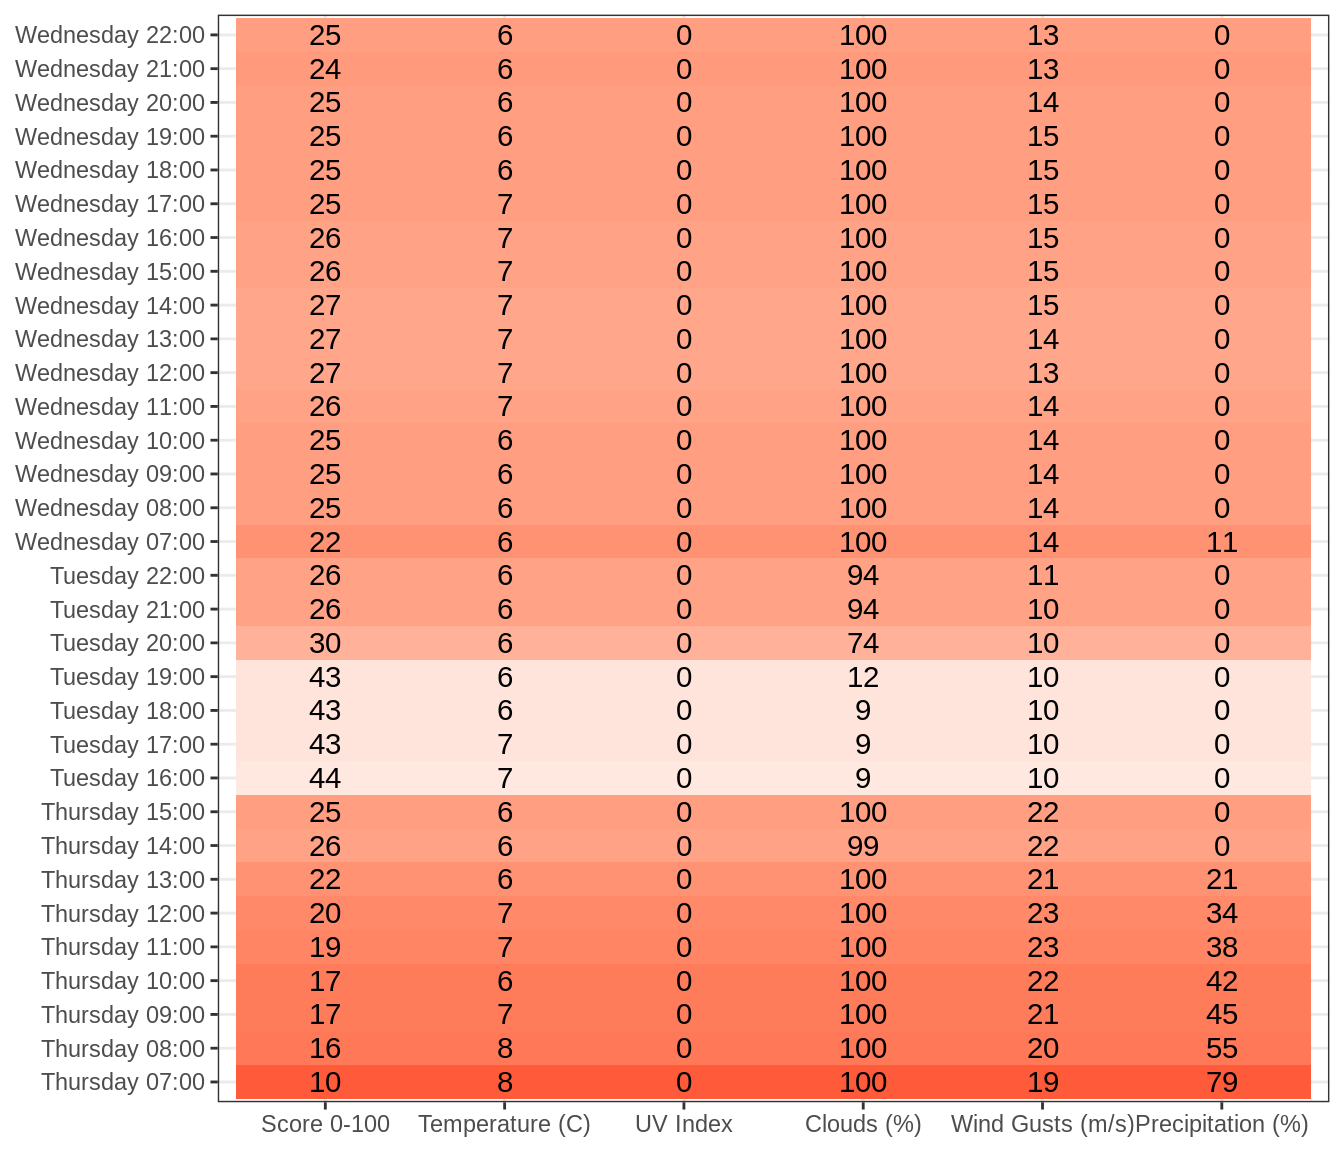 Wednesday 22:00 25 6 0 100 13 0
Wednesday 21:00 24 6 0 100 13 0
Wednesday 20:00 25 6 0 100 14 0
Wednesday 19:00 25 6 0 100 15 0
Wednesday 18:00 25 6 0 100 15 0
Wednesday 17:00 25 7 0 100 15 0
Wednesday 16:00 26 7 0 100 15 0
Wednesday 15:00 26 7 0 100 15 0
Wednesday 14:00 27 7 0 100 15 0
Wednesday 13:00 27 7 0 100 14 0
Wednesday 12:00 27 7 0 100 13 0
Wednesday 11:00 26 7 0 100 14 0
Wednesday 10:00 25 6 0 100 14 0
Wednesday 09:00 25 6 0 100 14 0
Wednesday 08:00 25 6 0 100 14 0
Wednesday 07:00 22 6 0 100 14 11
Tuesday 22:00 26 6 0 94 11 0
Tuesday 21:00 26 6 0 94 10 0
Tuesday 20:00 30 6 0 74 10 0
Tuesday 19:00 43 6 0 12 10 0
Tuesday 18:00 43 6 0 9 10 0
Tuesday 17:00 43 7 0 9 10 0
Tuesday 16:00 44 7 0 9 10 0
Thursday 15:00 25 6 0 100 22 0
Thursday 14:00 26 6 0 99 22 0
Thursday 13:00 22 6 0 100 21 21
Thursday 12:00 20 7 0 100 23 34
Thursday 11:00 19 7 0 100 23 38
Thursday 10:00 17 6 0 100 22 42
Thursday 09:00 17 7 0 100 21 45
Thursday 08:00 16 8 0 100 20 55
Thursday 07:00 10 8 0 100 19 79
Score 0-100 Temperature (C) UV Index Clouds (%) Wind Gusts (m/s) Precipitation (%)